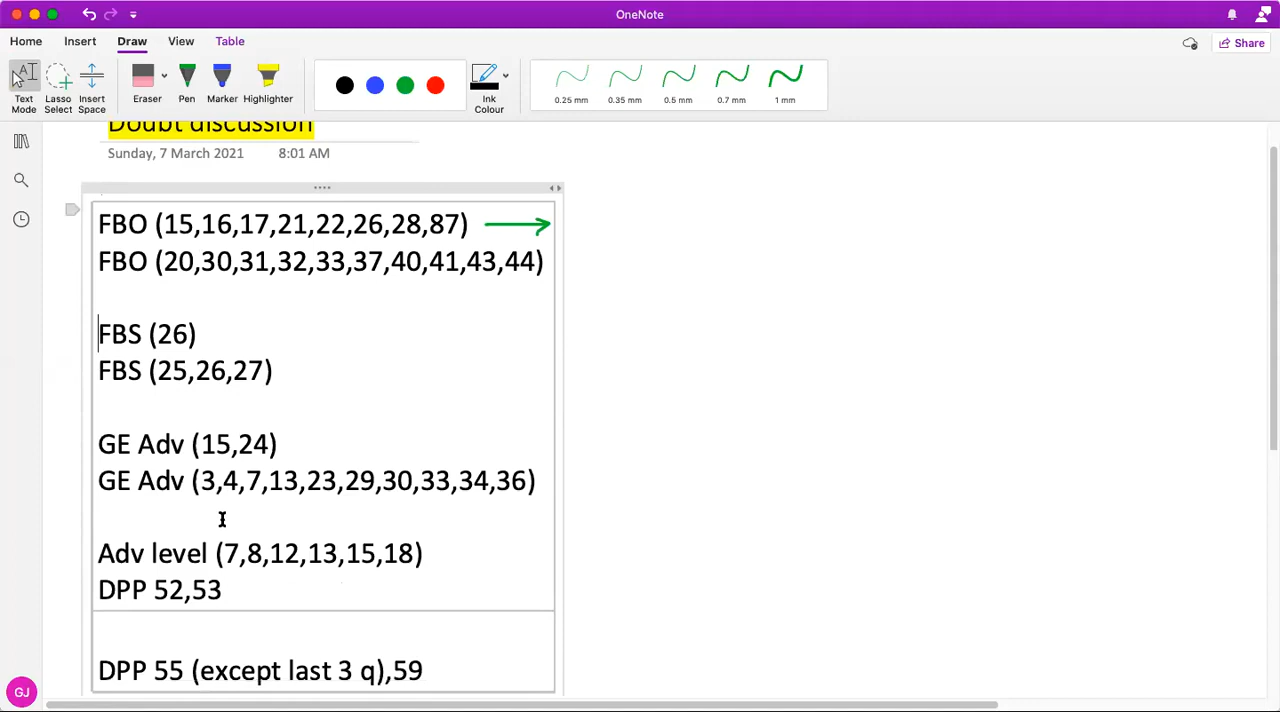 OneNote
Home Insert Draw View Table
Share
Text Mode
Lasso Select
Insert Space
Eraser
Pen
Marker
Highlighter
Ink Colour
0.25 mm 0.35 mm 0.5 mm 0.7 mm 1 mm
Doubt discussion
Sunday, 7 March 2021 8:01 AM
FBO (15,16,17,21,22,26,28,87)
FBO (20,30,31,32,33,37,40,41,43,44)
FBS (26)
FBS (25,26,27)
GE Adv (15,24)
GE Adv (3,4,7,13,23,29,30,33,34,36)
Adv level (7,8,12,13,15,18)
DPP 52,53
DPP 55 (except last 3 q),59
GJ